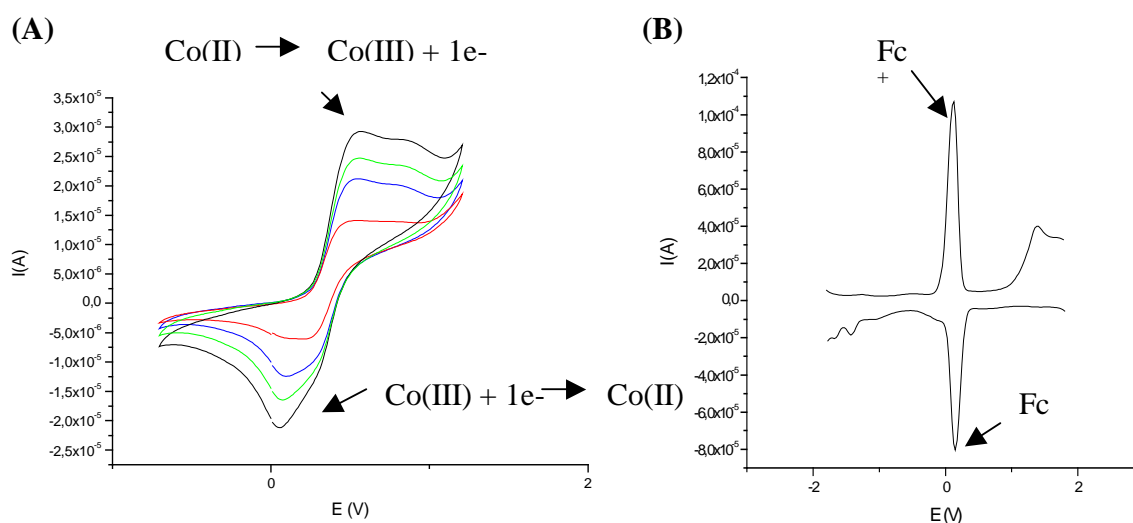 (A)
Co(II) → Co(III) + 1e-
3,5x10⁻⁵
3,0x10⁻⁵
2,5x10⁻⁵
2,0x10⁻⁵
1,5x10⁻⁵
1,0x10⁻⁵
5,0x10⁻⁶
0,0
-5,0x10⁻⁶
-1,0x10⁻⁵
-1,5x10⁻⁵
-2,0x10⁻⁵
-2,5x10⁻⁵
I(A)
Co(III) + 1e- → Co(II)
0
2
E (V)
(B)
Fc
+
1,2x10⁻⁴
1,0x10⁻⁴
8,0x10⁻⁵
6,0x10⁻⁵
4,0x10⁻⁵
2,0x10⁻⁵
0,0
-2,0x10⁻⁵
-4,0x10⁻⁵
-6,0x10⁻⁵
-8,0x10⁻⁵
I(A)
Fc
-2
0
2
E(V)